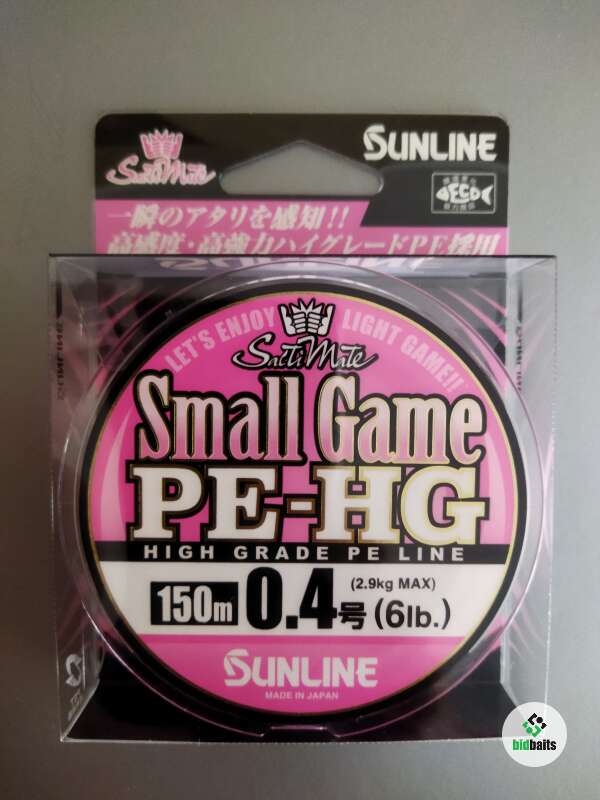 SaltiMate
SUNLINE
ECO
一瞬のアタリを感知!!
高感度・高強力ハイグレードPE採用
LET'S ENJOY LIGHT GAME!!
SaltiMate
Small Game
PE-HG
HIGH GRADE PE LINE
150m 0.4号 (6lb.)
(2.9kg MAX)
SUNLINE
MADE IN JAPAN
bidbaits